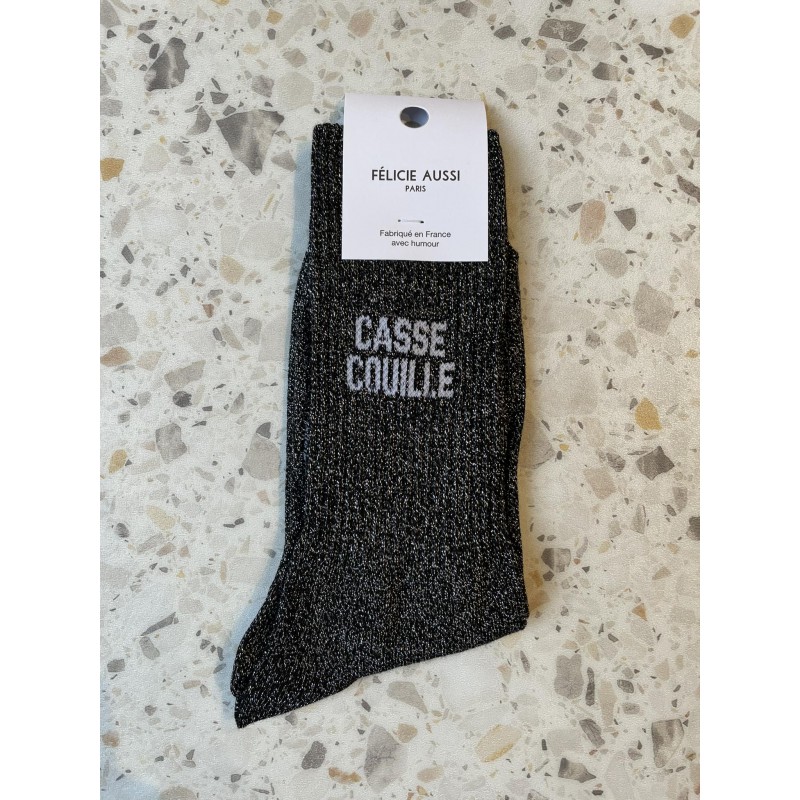 FÉLICIE AUSSI
PARIS
Fabriqué en France
avec humour
CASSE
COUILLE